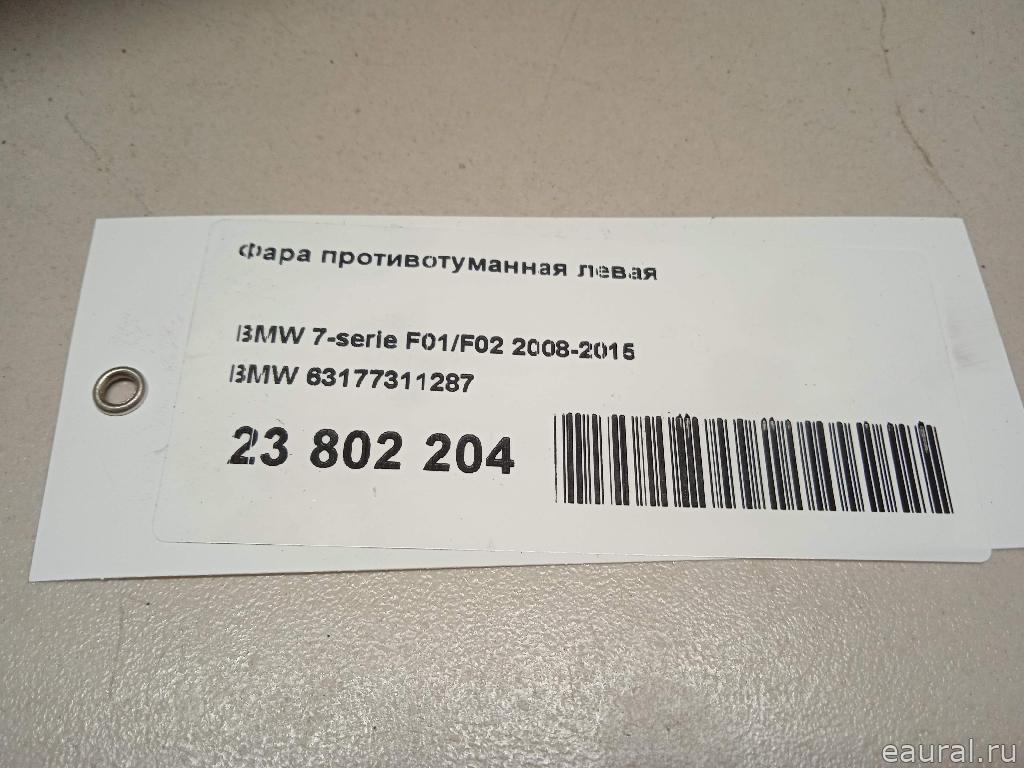 Фара противотуманная левая
BMW 7-serie F01/F02 2008-2015
BMW 63177311287
23 802 204
eaural.ru